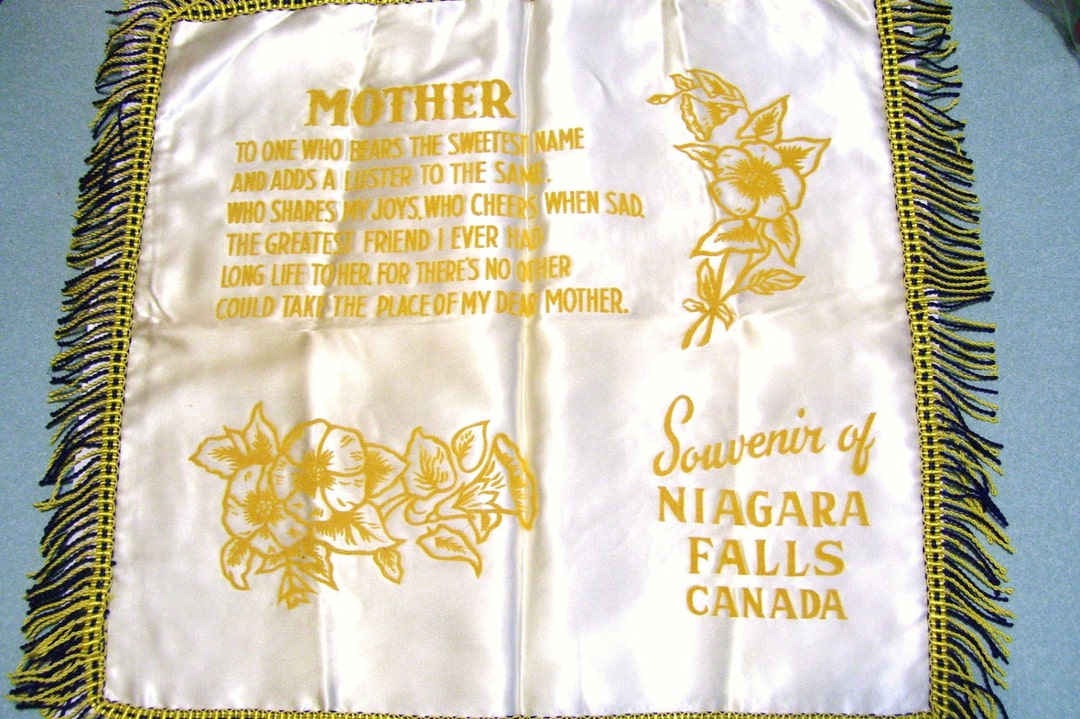 MOTHER
TO ONE WHO BEARS THE SWEETEST NAME
AND ADDS A LUSTER TO THE SAME,
WHO SHARES MY JOYS, WHO CHEERS WHEN SAD,
THE GREATEST FRIEND I EVER HAD
LONG LIFE TO HER. FOR THERE'S NO OTHER
COULD TAKE THE PLACE OF MY DEAR MOTHER.
Souvenir of
NIAGARA
FALLS
CANADA